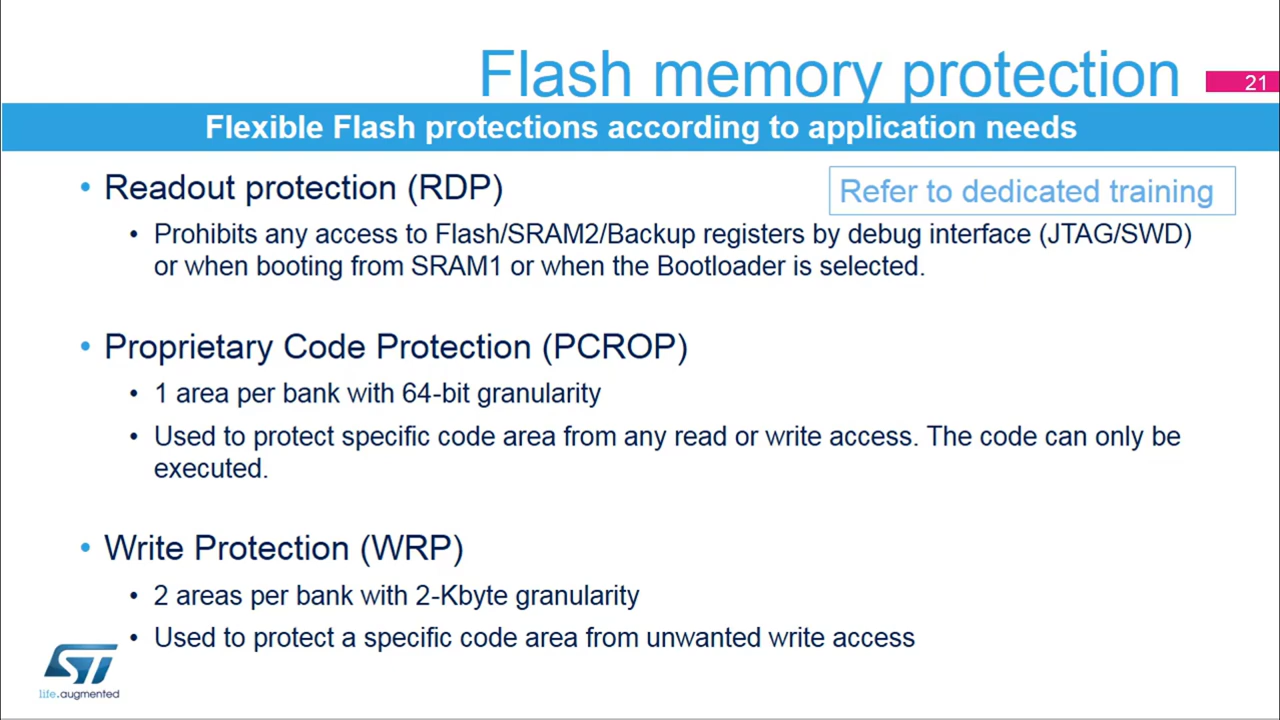 Flash memory protection
21
Flexible Flash protections according to application needs
• Readout protection (RDP)
Refer to dedicated training
• Prohibits any access to Flash/SRAM2/Backup registers by debug interface (JTAG/SWD)
or when booting from SRAM1 or when the Bootloader is selected.
• Proprietary Code Protection (PCROP)
• 1 area per bank with 64-bit granularity
• Used to protect specific code area from any read or write access. The code can only be
executed.
• Write Protection (WRP)
• 2 areas per bank with 2-Kbyte granularity
• Used to protect a specific code area from unwanted write access
ST
life.augmented